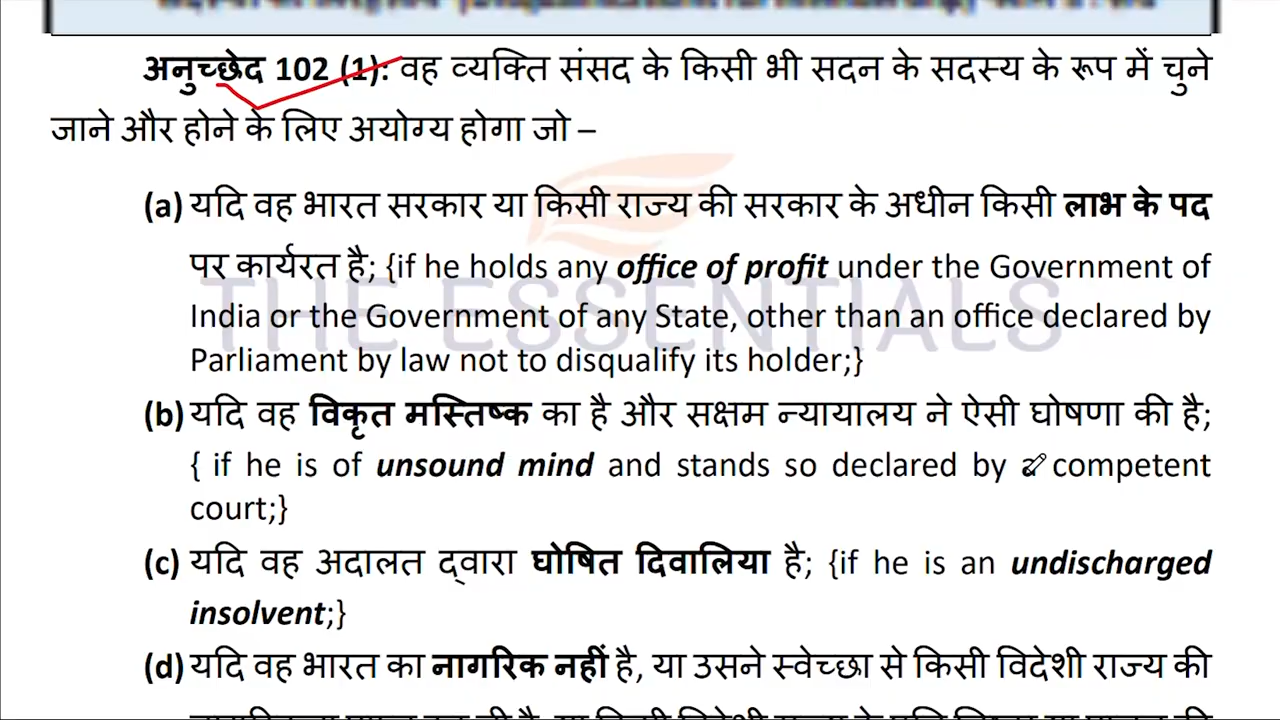 अनुच्छेद 102 (1): वह व्यक्ति संसद के किसी भी सदन के सदस्य के रूप में चुने
जाने और होने के लिए अयोग्य होगा जो –
(a) यदि वह भारत सरकार या किसी राज्य की सरकार के अधीन किसी लाभ के पद
पर कार्यरत है; {if he holds any office of profit under the Government of
India or the Government of any State, other than an office declared by
Parliament by law not to disqualify its holder;}
THE ESSENTIALS
(b) यदि वह विकृत मस्तिष्क का है और सक्षम न्यायालय ने ऐसी घोषणा की है;
{ if he is of unsound mind and stands so declared by competent
court;}
(c) यदि वह अदालत द्वारा घोषित दिवालिया है; {if he is an undischarged
insolvent;}
(d) यदि वह भारत का नागरिक नहीं है, या उसने स्वेच्छा से किसी विदेशी राज्य की